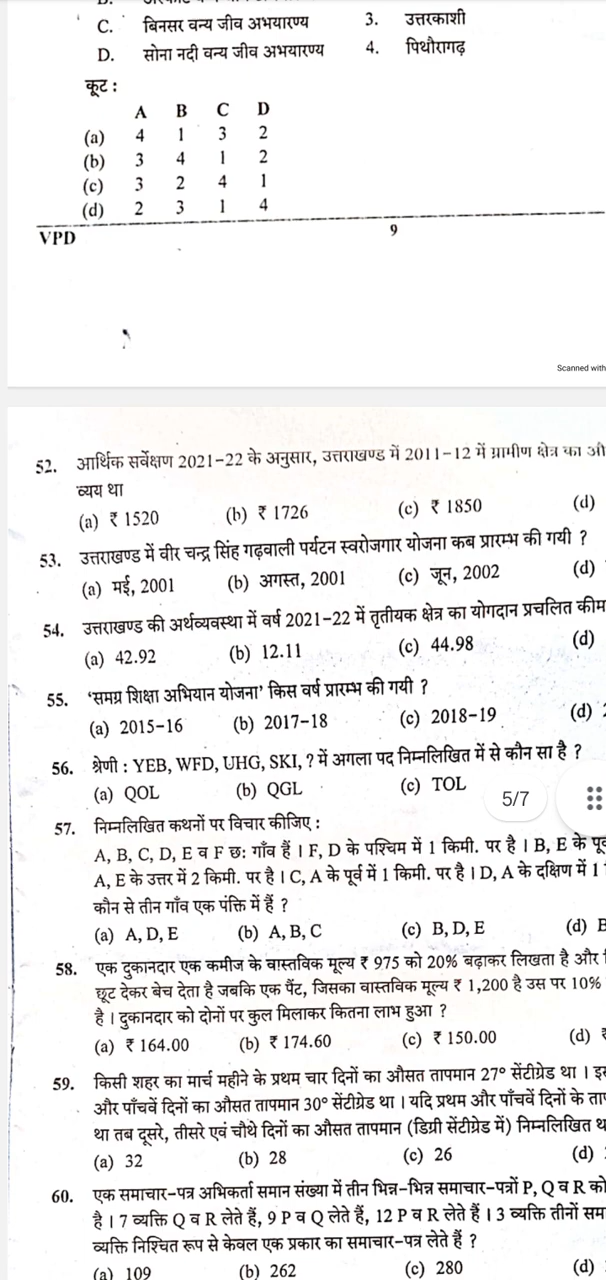 C. बिनसर वन्य जीव अभयारण्य 3. उत्तरकाशी
D. सोना नदी वन्य जीव अभयारण्य 4. पिथौरागढ़
कूट :
A B C D
(a) 4 1 3 2
(b) 3 4 1 2
(c) 3 2 4 1
(d) 2 3 1 4
VPD 9
Scanned with
52. आर्थिक सर्वेक्षण 2021-22 के अनुसार, उत्तराखण्ड में 2011-12 में ग्रामीण क्षेत्र का औ
व्यय था
(a) ₹ 1520 (b) ₹ 1726 (c) ₹ 1850 (d)
53. उत्तराखण्ड में वीर चन्द्र सिंह गढ़वाली पर्यटन स्वरोजगार योजना कब प्रारम्भ की गयी ?
(a) मई, 2001 (b) अगस्त, 2001 (c) जून, 2002 (d)
54. उत्तराखण्ड की अर्थव्यवस्था में वर्ष 2021-22 में तृतीयक क्षेत्र का योगदान प्रचलित कीम
(a) 42.92 (b) 12.11 (c) 44.98 (d)
55. ‘समग्र शिक्षा अभियान योजना’ किस वर्ष प्रारम्भ की गयी ?
(a) 2015-16 (b) 2017-18 (c) 2018-19 (d)
56. श्रेणी : YEB, WFD, UHG, SKI, ? में अगला पद निम्नलिखित में से कौन सा है ?
(a) QOL (b) QGL (c) TOL
5/7
57. निम्नलिखित कथनों पर विचार कीजिए :
A, B, C, D, E व F छः गाँव हैं । F, D के पश्चिम में 1 किमी. पर है । B, E के पू
A, E के उत्तर में 2 किमी. पर है । C, A के पूर्व में 1 किमी. पर है । D, A के दक्षिण में 1
कौन से तीन गाँव एक पंक्ति में हैं ?
(a) A, D, E (b) A, B, C (c) B, D, E (d)
58. एक दुकानदार एक कमीज के वास्तविक मूल्य ₹ 975 को 20% बढ़ाकर लिखता है और
छूट देकर बेच देता है जबकि एक पैंट, जिसका वास्तविक मूल्य ₹ 1,200 है उस पर 10%
है । दुकानदार को दोनों पर कुल मिलाकर कितना लाभ हुआ ?
(a) ₹ 164.00 (b) ₹ 174.60 (c) ₹ 150.00 (d)
59. किसी शहर का मार्च महीने के प्रथम चार दिनों का औसत तापमान 27° सेंटीग्रेड था ।
और पाँचवें दिनों का औसत तापमान 30° सेंटीग्रेड था । यदि प्रथम और पाँचवें दिनों के ता
था तब दूसरे, तीसरे एवं चौथे दिनों का औसत तापमान (डिग्री सेंटीग्रेड में) निम्नलिखित
(a) 32 (b) 28 (c) 26 (d)
60. एक समाचार-पत्र अभिकर्ता समान संख्या में तीन भिन्न-भिन्न समाचार-पत्रों P, Q व R को
है । 7 व्यक्ति Q व R लेते हैं, 9 P व Q लेते हैं, 12 P व R लेते हैं । 3 व्यक्ति तीनों सम
व्यक्ति निश्चित रूप से केवल एक प्रकार का समाचार-पत्र लेते हैं ?
(a) 109 (b) 262 (c) 280 (d)